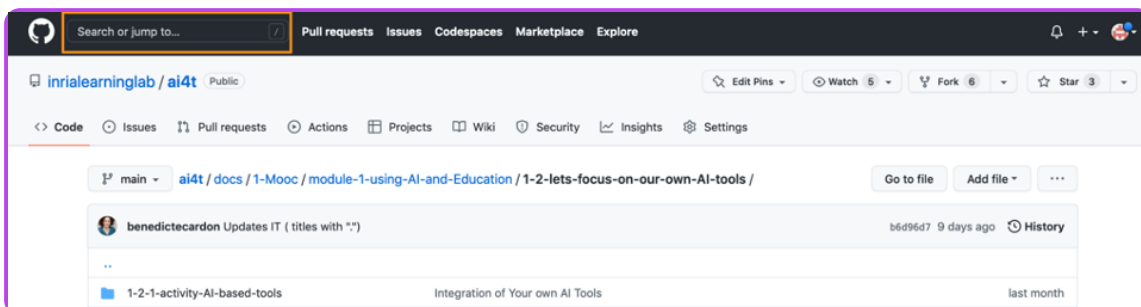 Search or jump to... / Pull requests Issues Codespaces Marketplace Explore
inrialearninglab / ai4t Public Edit Pins Watch 5 Fork 6 Star 3
<> Code Issues Pull requests Actions Projects Wiki Security Insights Settings
main ai4t / docs / 1-Mooc / module-1-using-AI-and-Education / 1-2-lets-focus-on-our-own-AI-tools / Go to file Add file ...
benedictecardon Updates IT ( titles with ".") b6d96d7 9 days ago History
..
1-2-1-activity-AI-based-tools Integration of Your own AI Tools last month